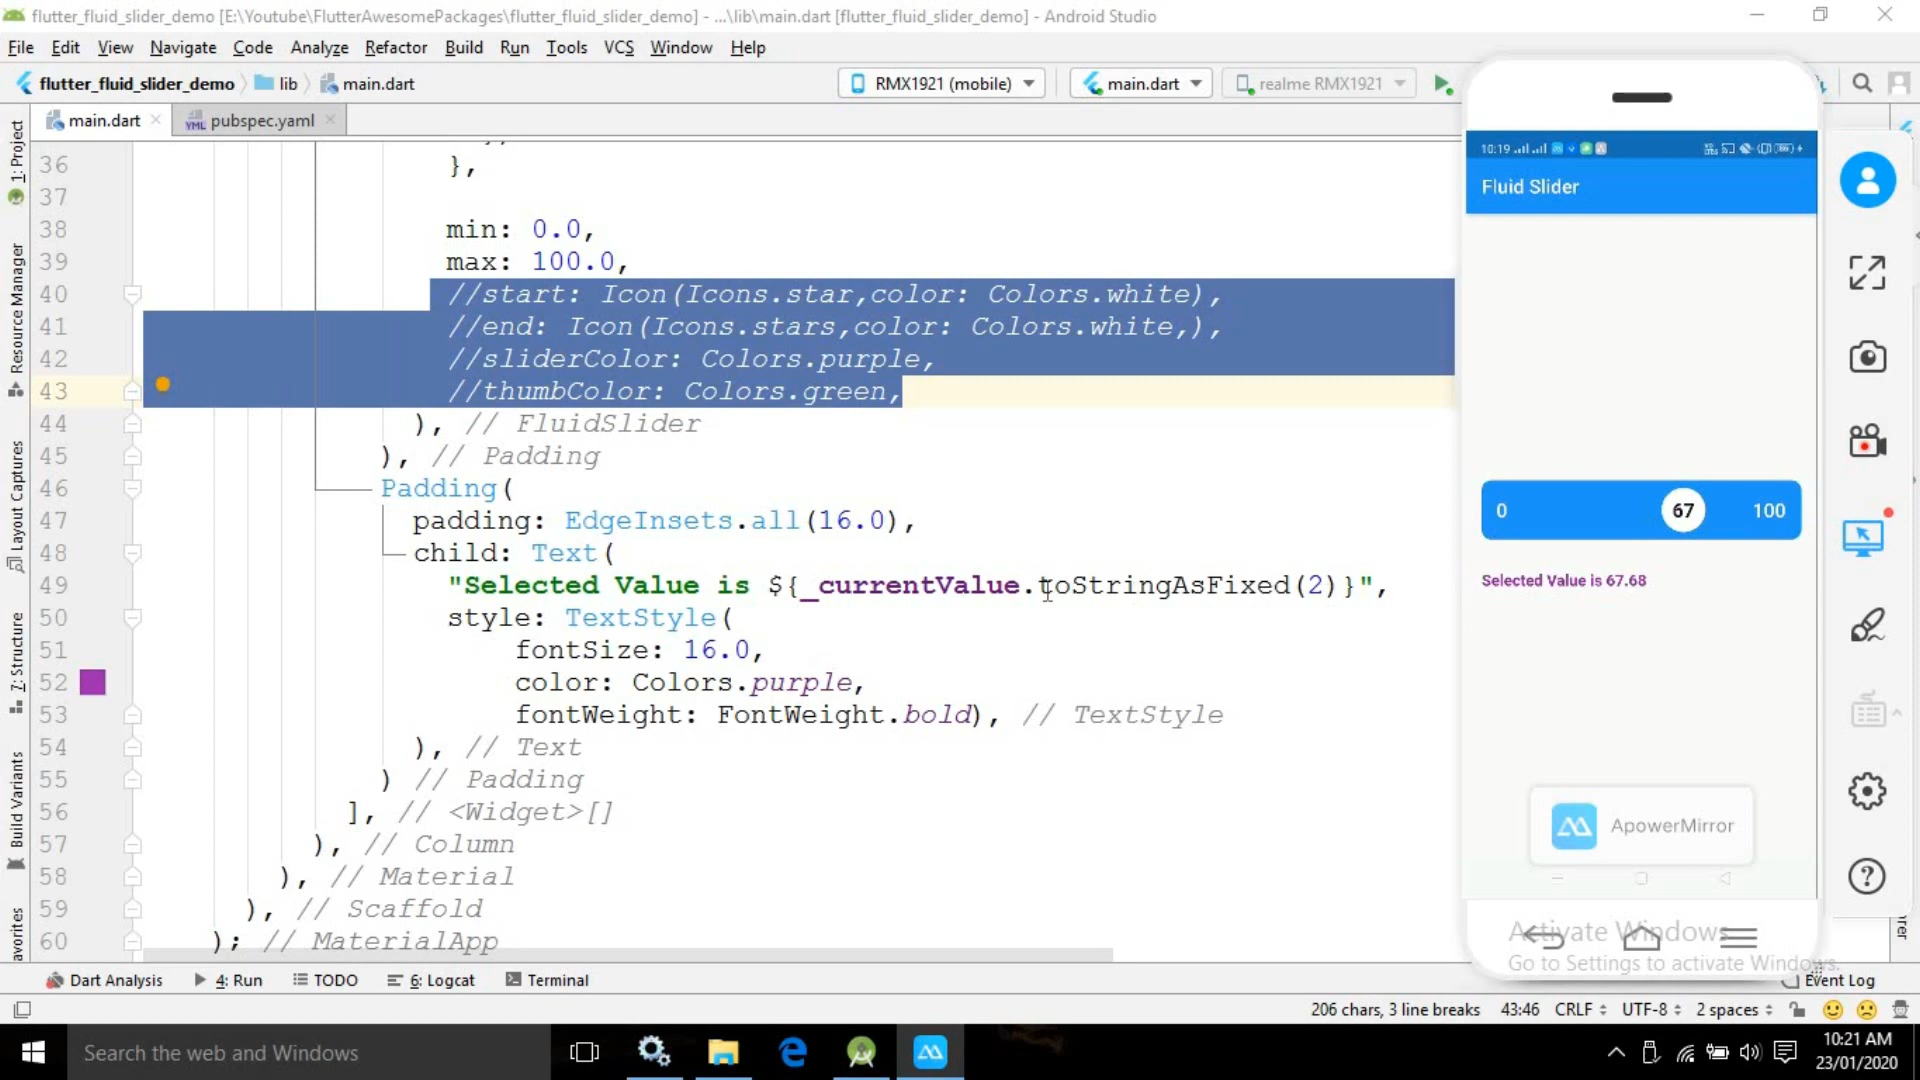 flutter_fluid_slider_demo [E:\Youtube\FlutterAwesomePackages\flutter_fluid_slider_demo] - ...\lib\main.dart [flutter_fluid_slider_demo] - Android Studio
File Edit View Navigate Code Analyze Refactor Build Run Tools VCS Window Help
flutter_fluid_slider_demo lib main.dart RMX1921 (mobile) main.dart realme RMX1921
main.dart pubspec.yaml
1: Project
Resource Manager
Layout Captures
7: Structure
Build Variants
avorites
36 },
37
38 min: 0.0,
39 max: 100.0,
40 //start: Icon(Icons.star,color: Colors.white),
41 //end: Icon(Icons.stars,color: Colors.white,),
42 //sliderColor: Colors.purple,
43 //thumbColor: Colors.green,
44 ), // FluidSlider
45 ), // Padding
46 Padding(
47 padding: EdgeInsets.all(16.0),
48 child: Text(
49 "Selected Value is ${_currentValue.toStringAsFixed(2)}",
50 style: TextStyle(
51 fontSize: 16.0,
52 color: Colors.purple,
53 fontWeight: FontWeight.bold), // TextStyle
54 ), // Text
55 ) // Padding
56 ], // <Widget>[]
57 ), // Column
58 ), // Material
59 ), // Scaffold
60 ); // MaterialApp
10:19
Fluid Slider
0 67 100
Selected Value is 67.68
ApowerMirror
Activate Windows
Go to Settings to activate Windows.
Dart Analysis 4: Run TODO 6: Logcat Terminal Event Log
206 chars, 3 line breaks 43:46 CRLF UTF-8 2 spaces
Search the web and Windows
10:21 AM
23/01/2020